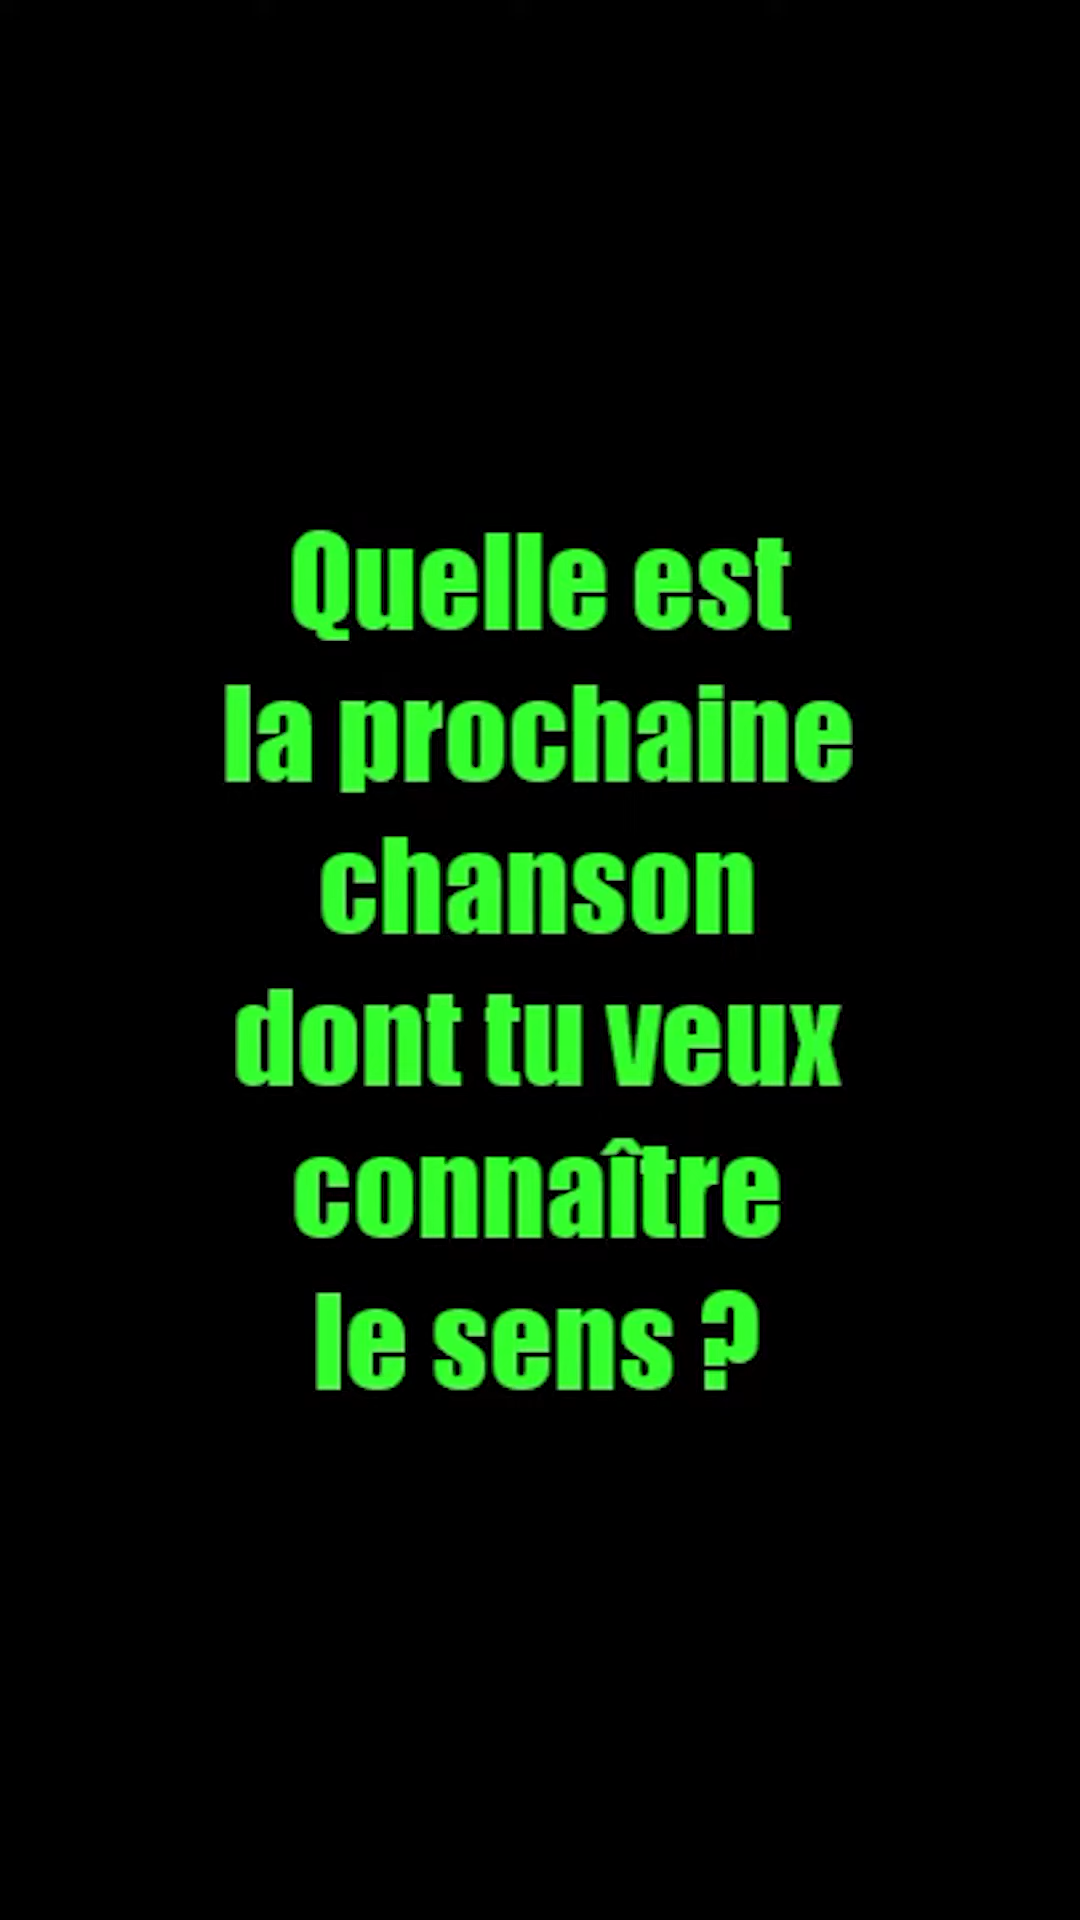 Quelle est
la prochaine
chanson
dont tu veux
connaître
le sens ?